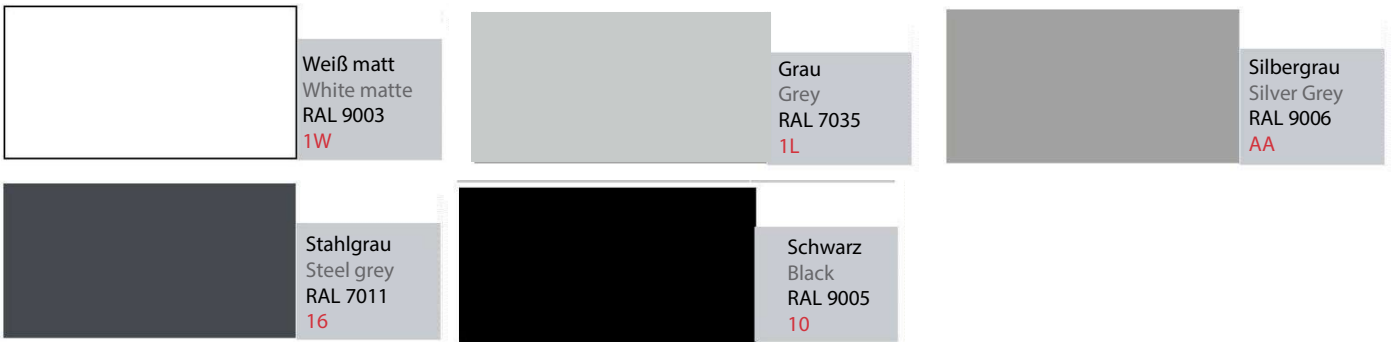 Weiß matt
White matte
RAL 9003
1W
Grau
Grey
RAL 7035
1L
Silbergrau
Silver Grey
RAL 9006
AA
Stahlgrau
Steel grey
RAL 7011
16
Schwarz
Black
RAL 9005
10